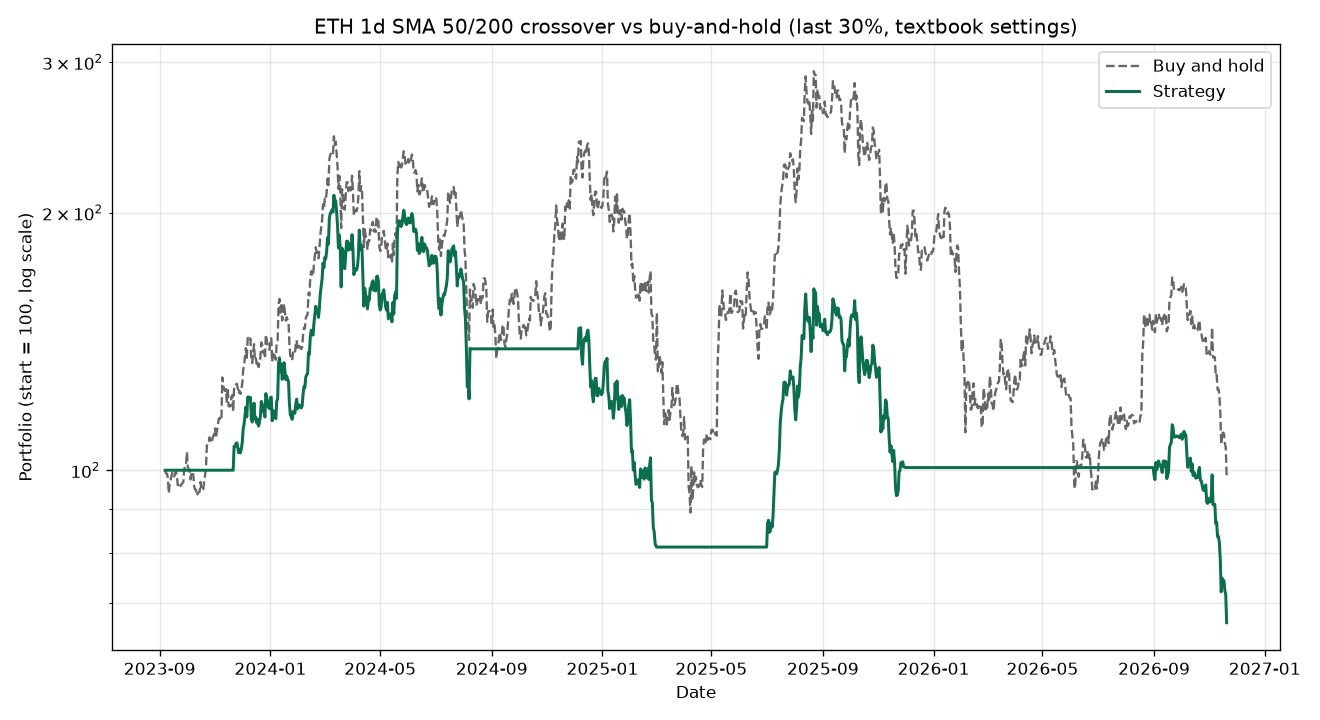 ETH 1d SMA 50/200 crossover vs buy-and-hold (last 30%, textbook settings)
Buy and hold
Strategy
Portfolio (start = 100, log scale)
3 × 10²
2 × 10²
10²
2023-09 2024-01 2024-05 2024-09 2025-01 2025-05 2025-09 2026-01 2026-05 2026-09 2027-01
Date